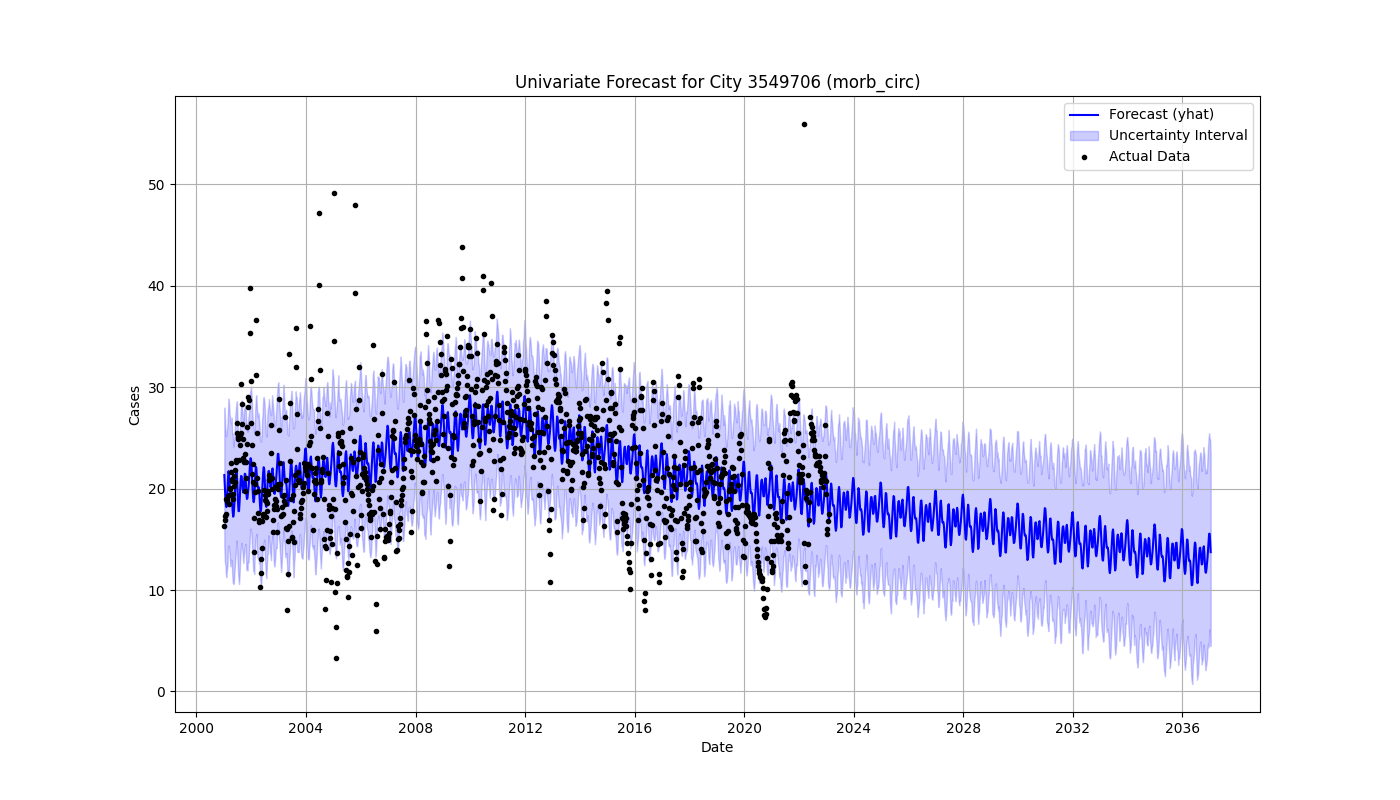 Univariate Forecast for City 3549706 (morb_circ)
Forecast (yhat)
Uncertainty Interval
Actual Data
Cases
50
40
30
20
10
0
2000 2004 2008 2012 2016 2020 2024 2028 2032 2036
Date